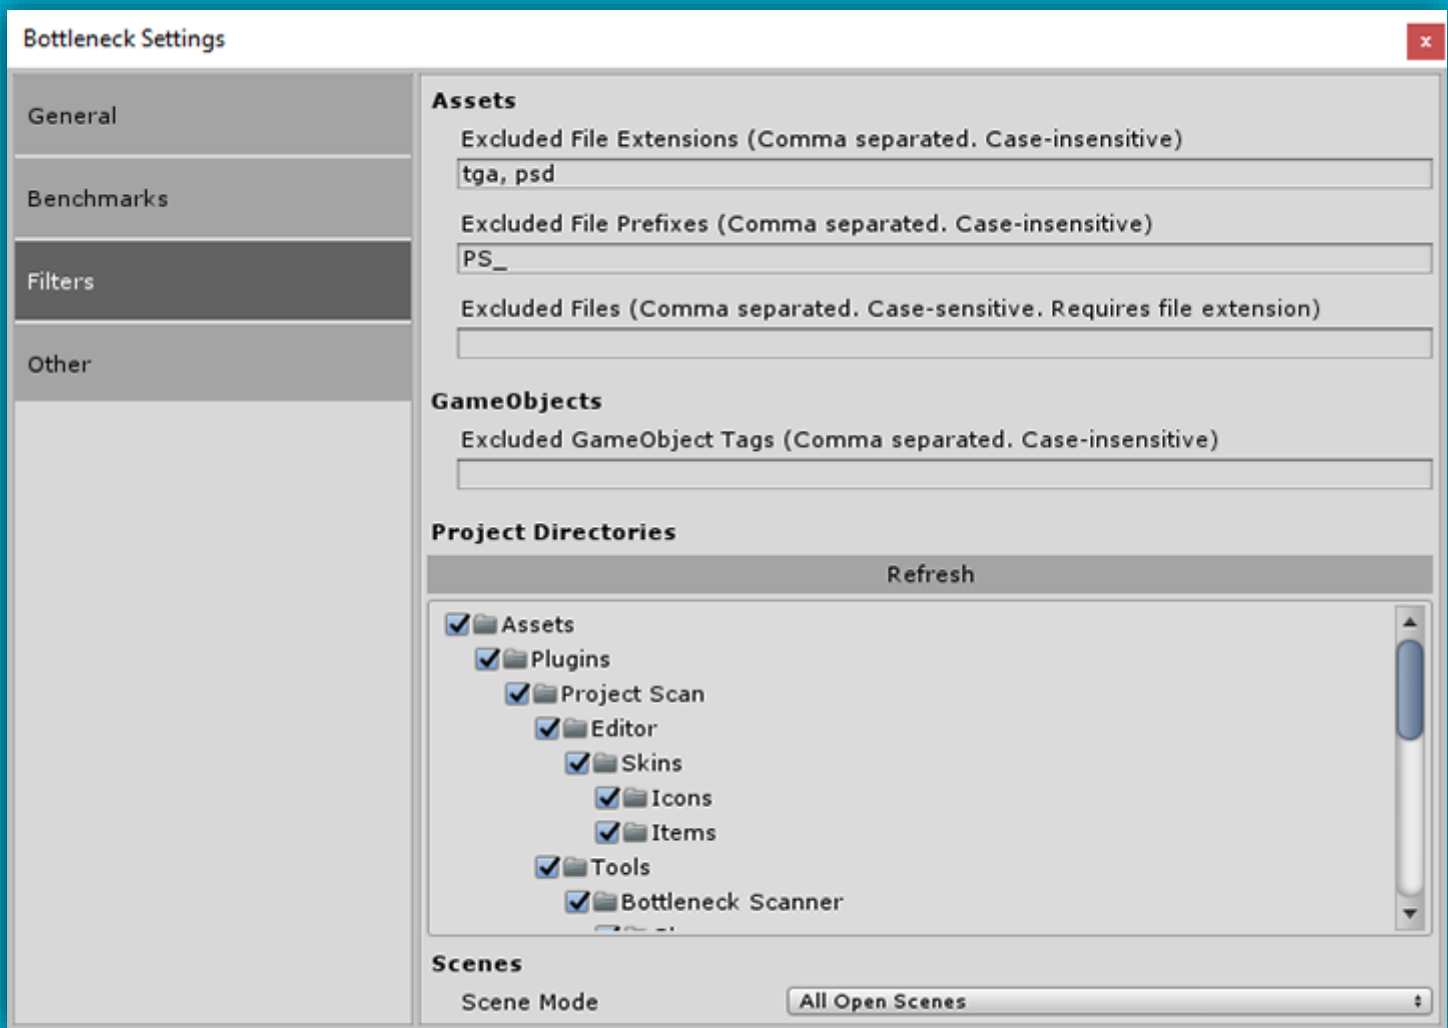 Bottleneck Settings
x
General
Benchmarks
Filters
Other
Assets
Excluded File Extensions (Comma separated. Case-insensitive)
tga, psd
Excluded File Prefixes (Comma separated. Case-insensitive)
PS_
Excluded Files (Comma separated. Case-sensitive. Requires file extension)
GameObjects
Excluded GameObject Tags (Comma separated. Case-insensitive)
Project Directories
Refresh
Assets
Plugins
Project Scan
Editor
Skins
Icons
Items
Tools
Bottleneck Scanner
Scenes
Scene Mode All Open Scenes